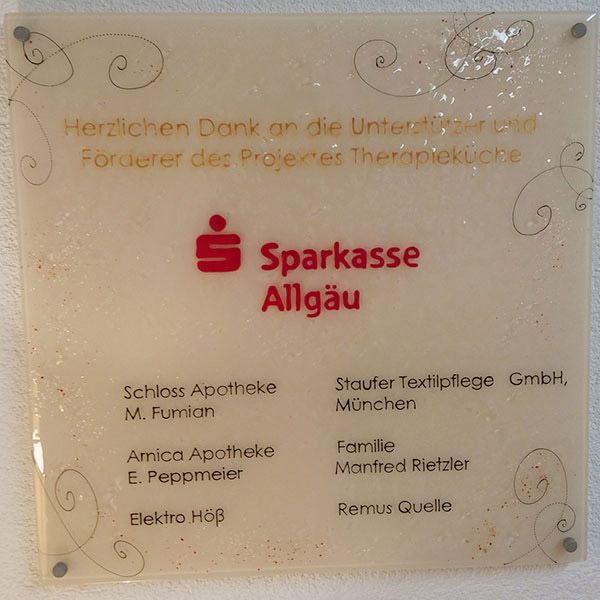 Herzlichen Dank an die Unterstützer und
Förderer des Projektes Therapieküche
Sparkasse
Allgäu
Schloss Apotheke
M. Fumian
Arnica Apotheke
E. Peppmeier
Elektro Höß
Staufer Textilpflege GmbH,
München
Familie
Manfred Rietzler
Remus Quelle